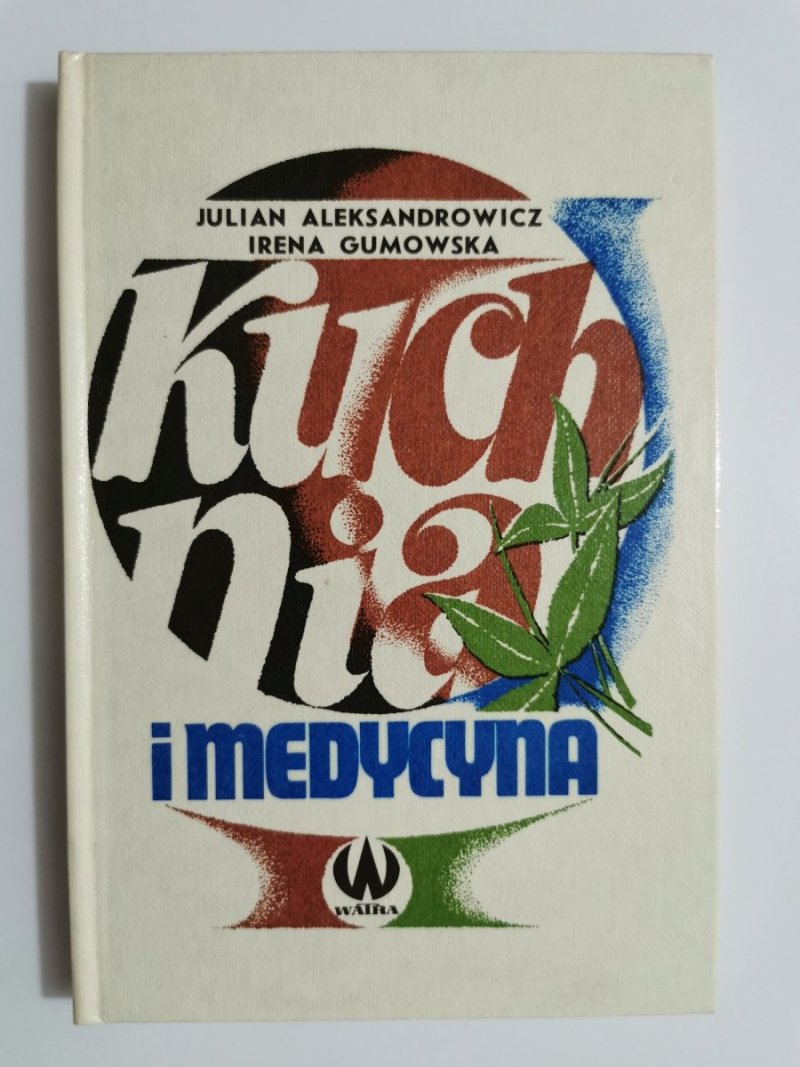 JULIAN ALEKSANDROWICZ
IRENA GUMOWSKA
Kuch
nia
i MEDYCYNA
W
WATRA